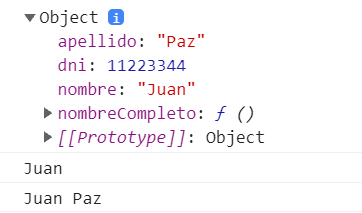 ▼Object i
apellido: "Paz"
dni: 11223344
nombre: "Juan"
▶ nombreCompleto: ƒ ()
▶ [[Prototype]]: Object
Juan
Juan Paz